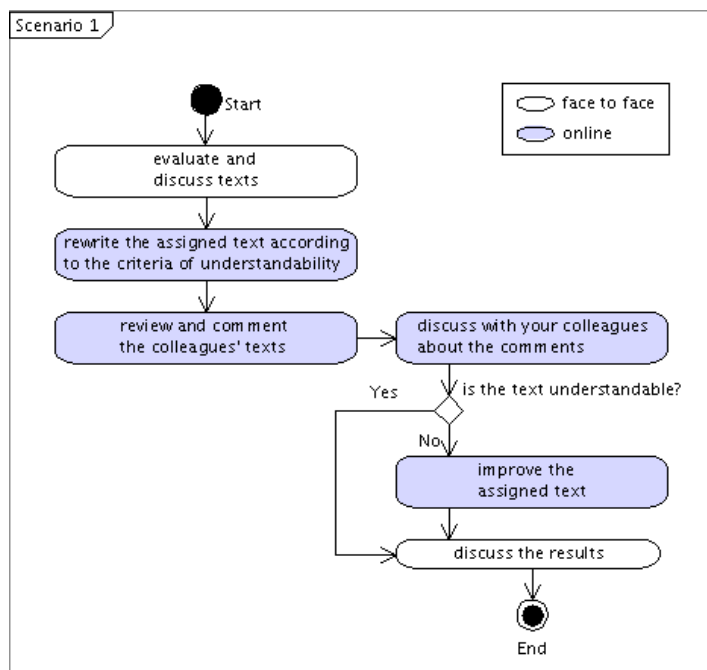 Scenario 1
Start
face to face
online
evaluate and
discuss texts
rewrite the assigned text according
to the criteria of understandability
review and comment
the colleagues' texts
discuss with your colleagues
about the comments
Yes
is the text understandable?
No
improve the
assigned text
discuss the results
End